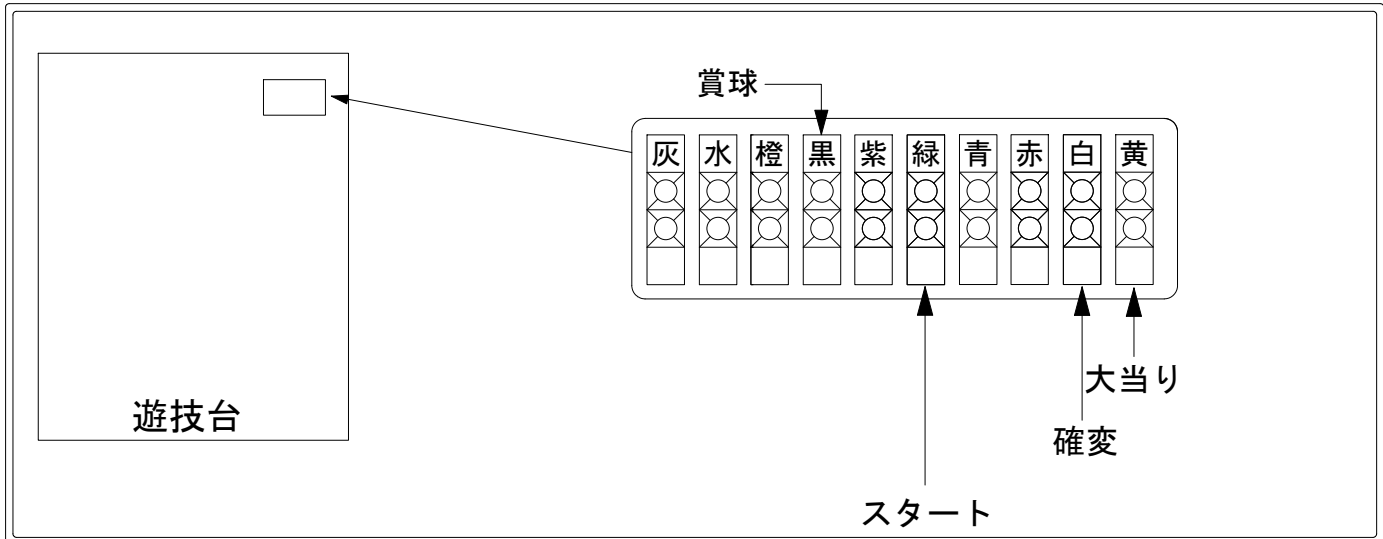 賞球
灰 水 橙 黒 紫 緑 青 赤 白 黄
大当り
遊技台
確変
スタート